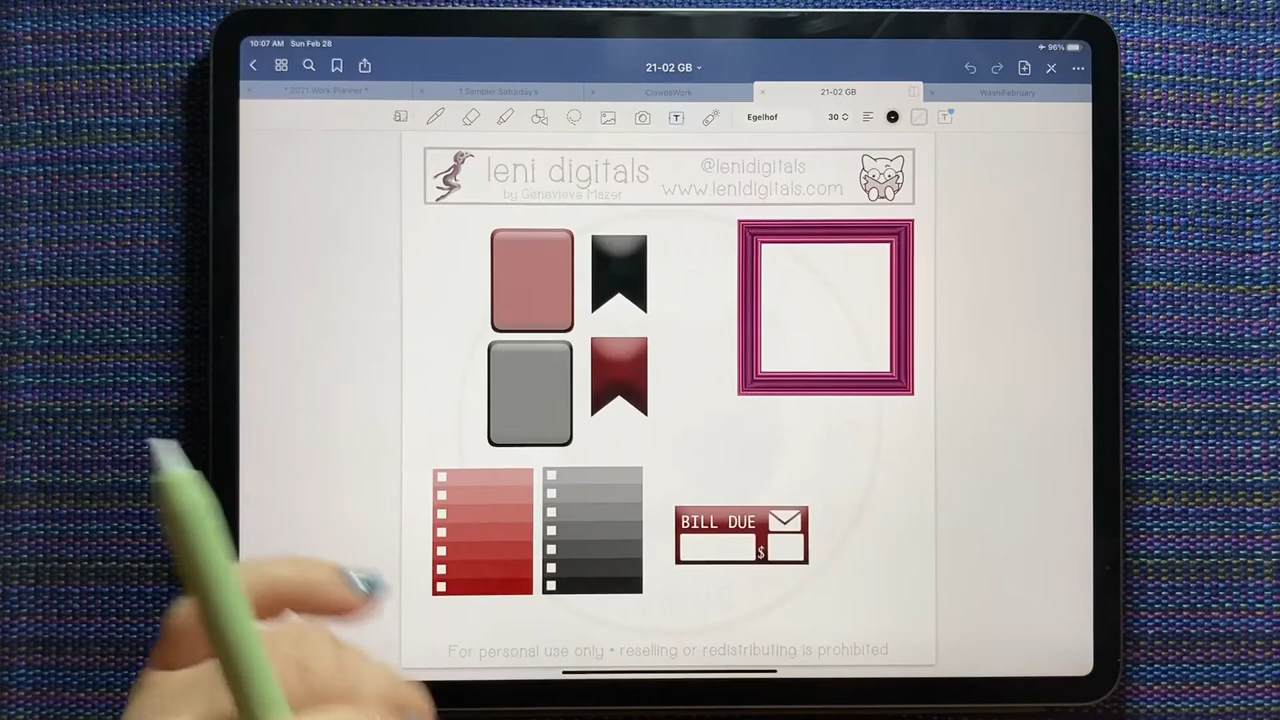 10:07 AM Sun Feb 28
96%
21-02 GB
* 2021 Work Planner *
1 Sampler Saturday's
ClawdeWork
21-02 GB
WashiFebruary
Egelhof
30
leni digitals
by Genevieve Mazer
@lenidigitals
www.lenidigitals.com
BILL DUE
$
For personal use only • reselling or redistributing is prohibited